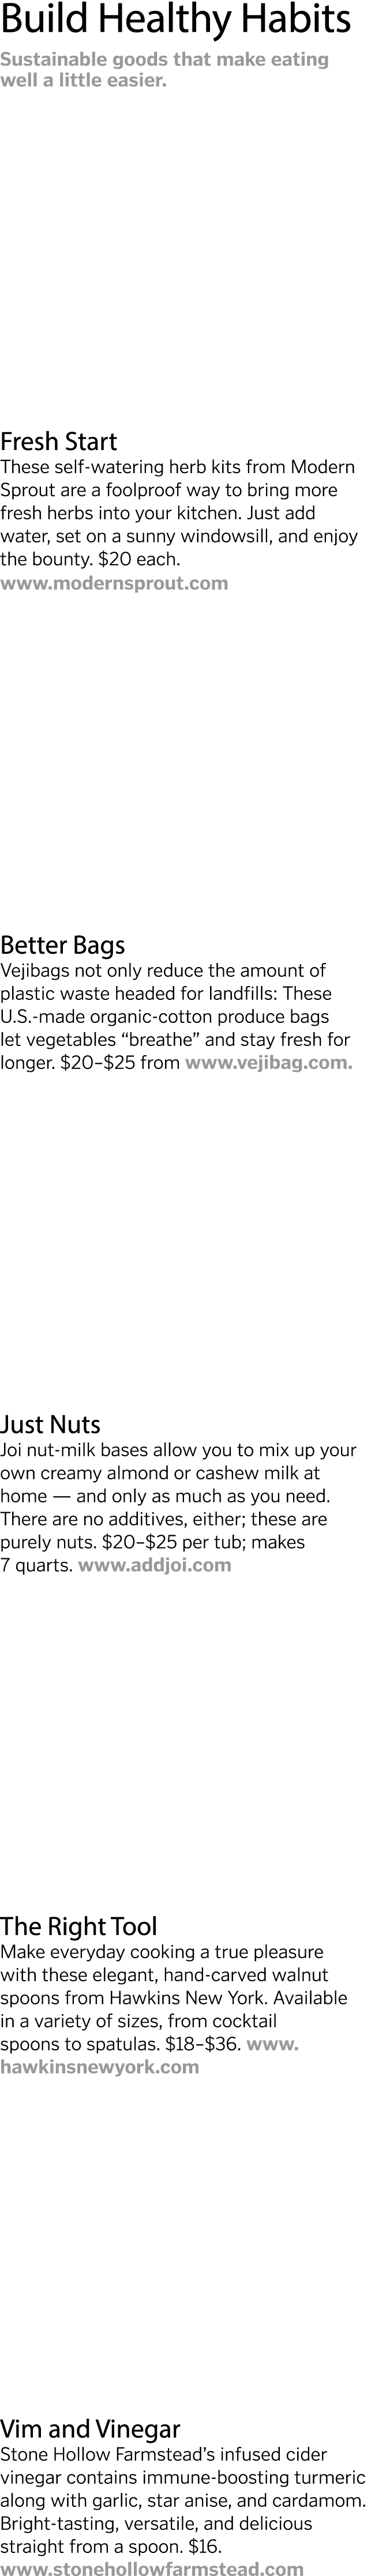 Build Healthy Habits
Sustainable goods that make eating
well a little easier.
Fresh Start
These self-watering herb kits from Modern
Sprout are a foolproof way to bring more
fresh herbs into your kitchen. Just add
water, set on a sunny windowsill, and enjoy
the bounty. $20 each.
www.modernsprout.com
Better Bags
Vejibags not only reduce the amount of
plastic waste headed for landfills: These
U.S.-made organic-cotton produce bags
let vegetables “breathe” and stay fresh for
longer. $20–$25 from www.vejibag.com.
Just Nuts
Joi nut-milk bases allow you to mix up your
own creamy almond or cashew milk at
home — and only as much as you need.
There are no additives, either; these are
purely nuts. $20–$25 per tub; makes
7 quarts. www.addjoi.com
The Right Tool
Make everyday cooking a true pleasure
with these elegant, hand-carved walnut
spoons from Hawkins New York. Available
in a variety of sizes, from cocktail
spoons to spatulas. $18–$36. www.
hawkinsnewyork.com
Vim and Vinegar
Stone Hollow Farmstead’s infused cider
vinegar contains immune-boosting turmeric
along with garlic, star anise, and cardamom.
Bright-tasting, versatile, and delicious
straight from a spoon. $16.
www.stonehollowfarmstead.com